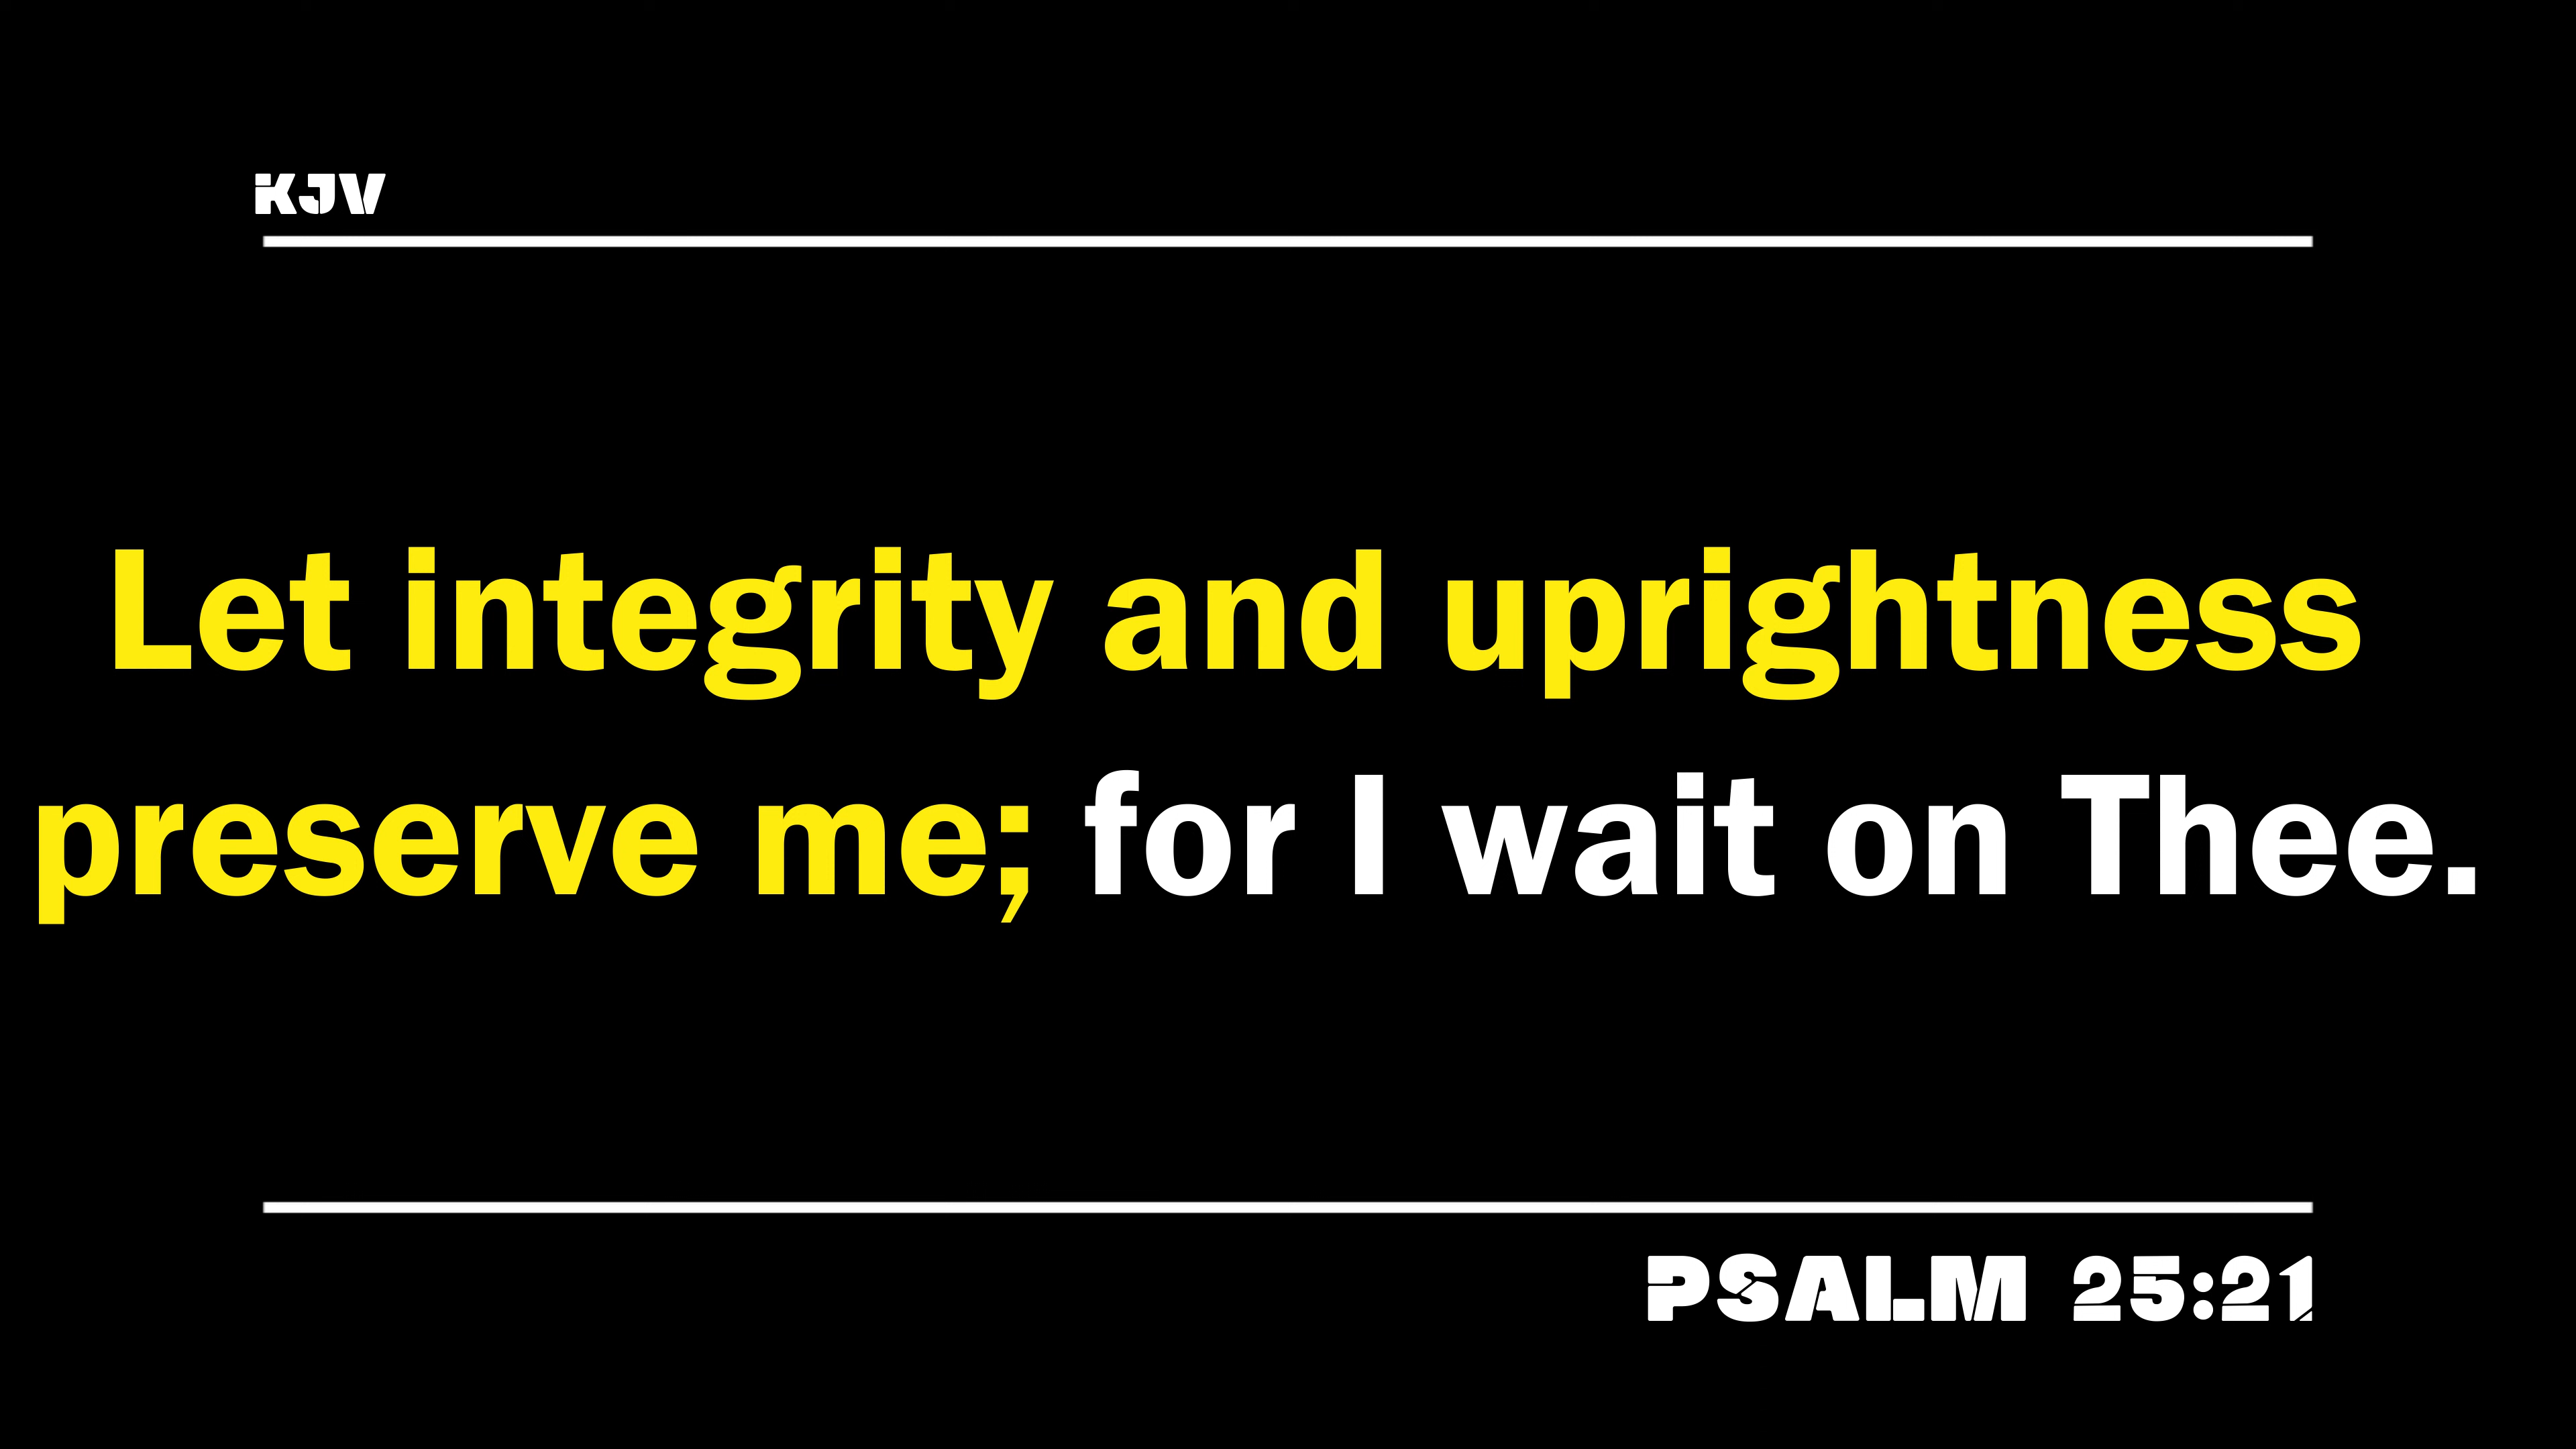 KJV
Let integrity and uprightness
preserve me; for I wait on Thee.
PSALM 25:21